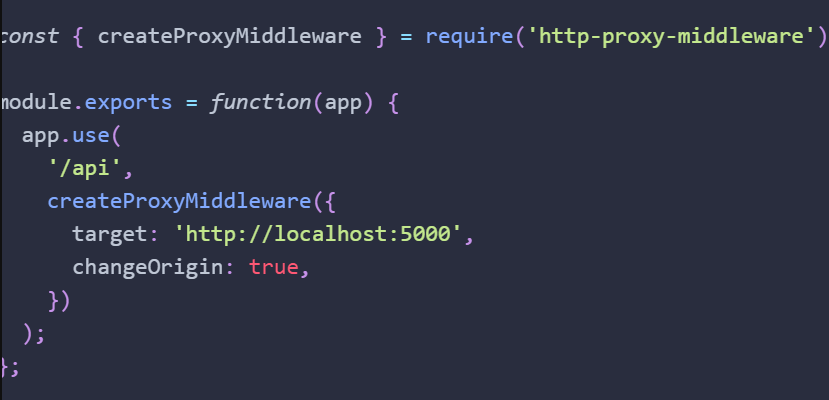 const { createProxyMiddleware } = require('http-proxy-middleware')
module.exports = function(app) {
  app.use(
    '/api',
    createProxyMiddleware({
      target: 'http://localhost:5000',
      changeOrigin: true,
    })
  );
};